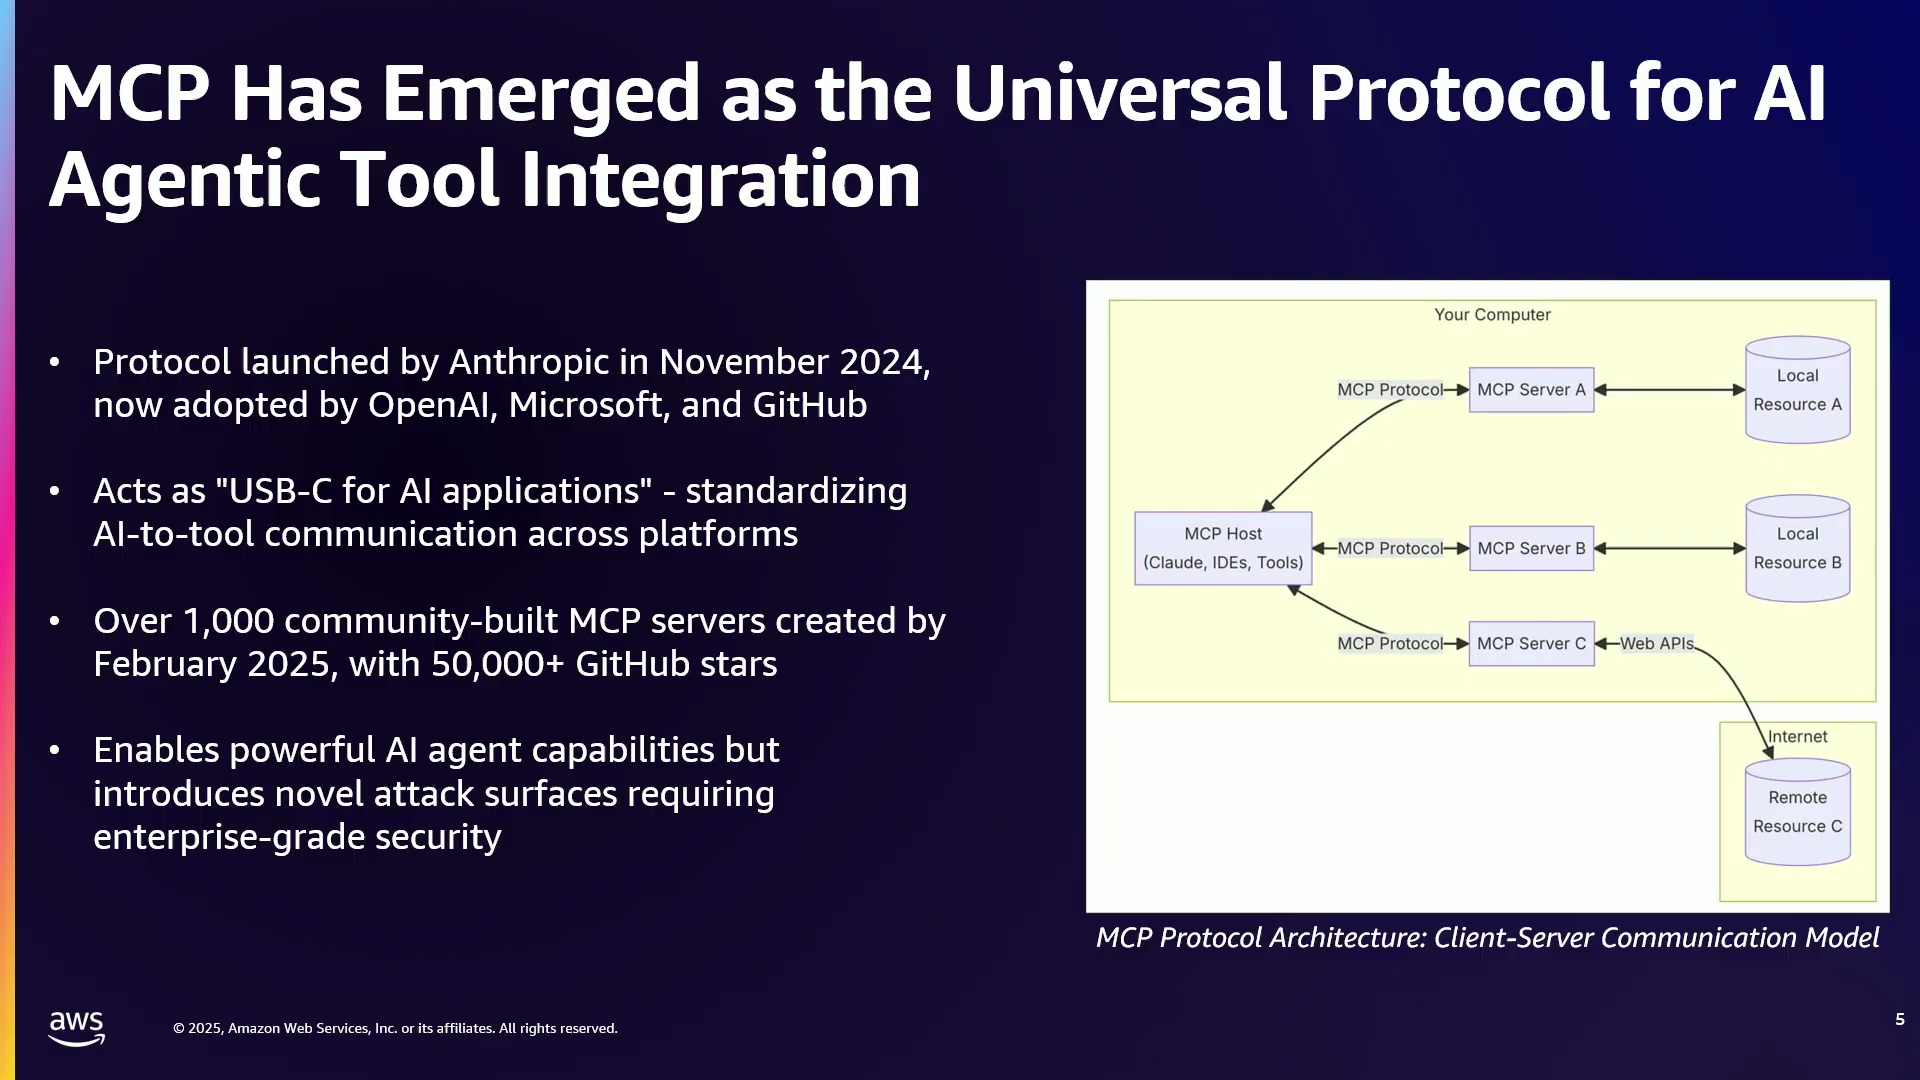 MCP Has Emerged as the Universal Protocol for AI
Agentic Tool Integration
• Protocol launched by Anthropic in November 2024,
now adopted by OpenAI, Microsoft, and GitHub
• Acts as "USB-C for AI applications" - standardizing
AI-to-tool communication across platforms
• Over 1,000 community-built MCP servers created by
February 2025, with 50,000+ GitHub stars
• Enables powerful AI agent capabilities but
introduces novel attack surfaces requiring
enterprise-grade security
Your Computer
MCP Protocol
MCP Server A
Local
Resource A
MCP Host
(Claude, IDEs, Tools)
MCP Protocol
MCP Server B
Local
Resource B
MCP Protocol
MCP Server C
Web APIs
Internet
Remote
Resource C
MCP Protocol Architecture: Client-Server Communication Model
aws
© 2025, Amazon Web Services, Inc. or its affiliates. All rights reserved.
5